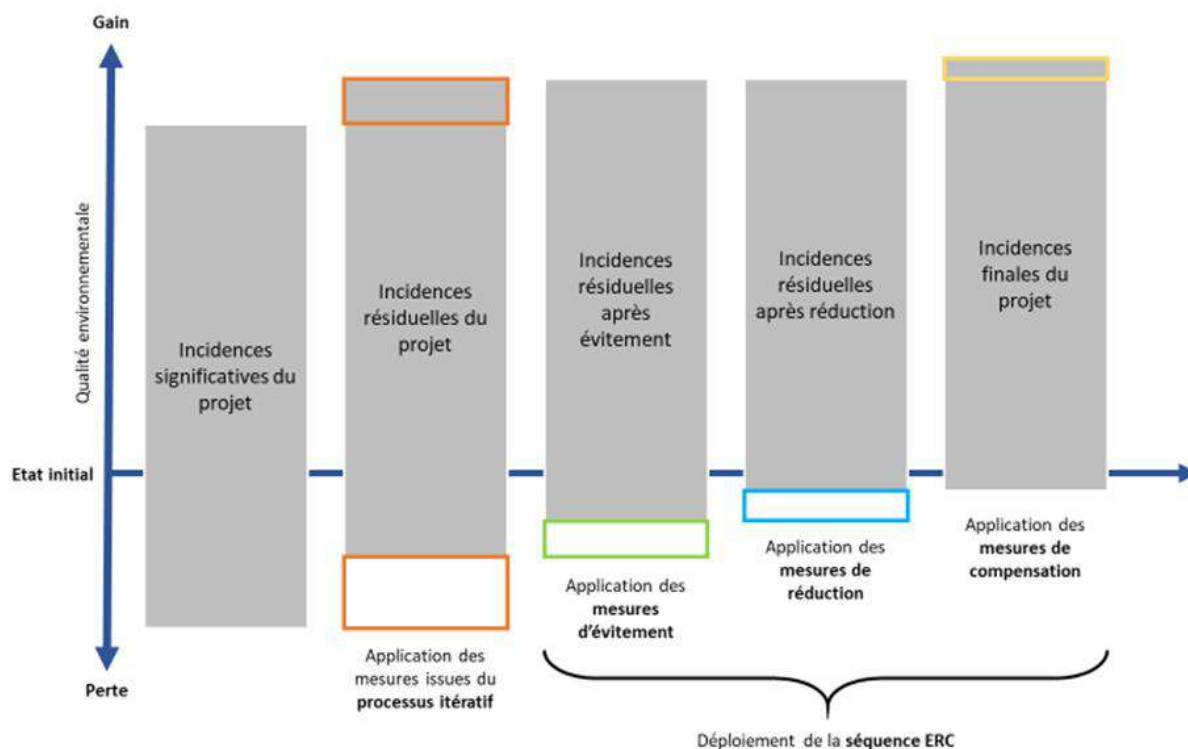 Gain
Qualité environnementale
Etat initial
Perte
Incidences
significatives du
projet
Incidences
résiduelles du
projet
Application des
mesures issues du
processus itératif
Incidences
résiduelles
après
évitement
Application des
mesures
d'évitement
Incidences
résiduelles
après réduction
Application des
mesures de
réduction
Incidences
finales du
projet
Application des
mesures de
compensation
Déploiement de la séquence ERC